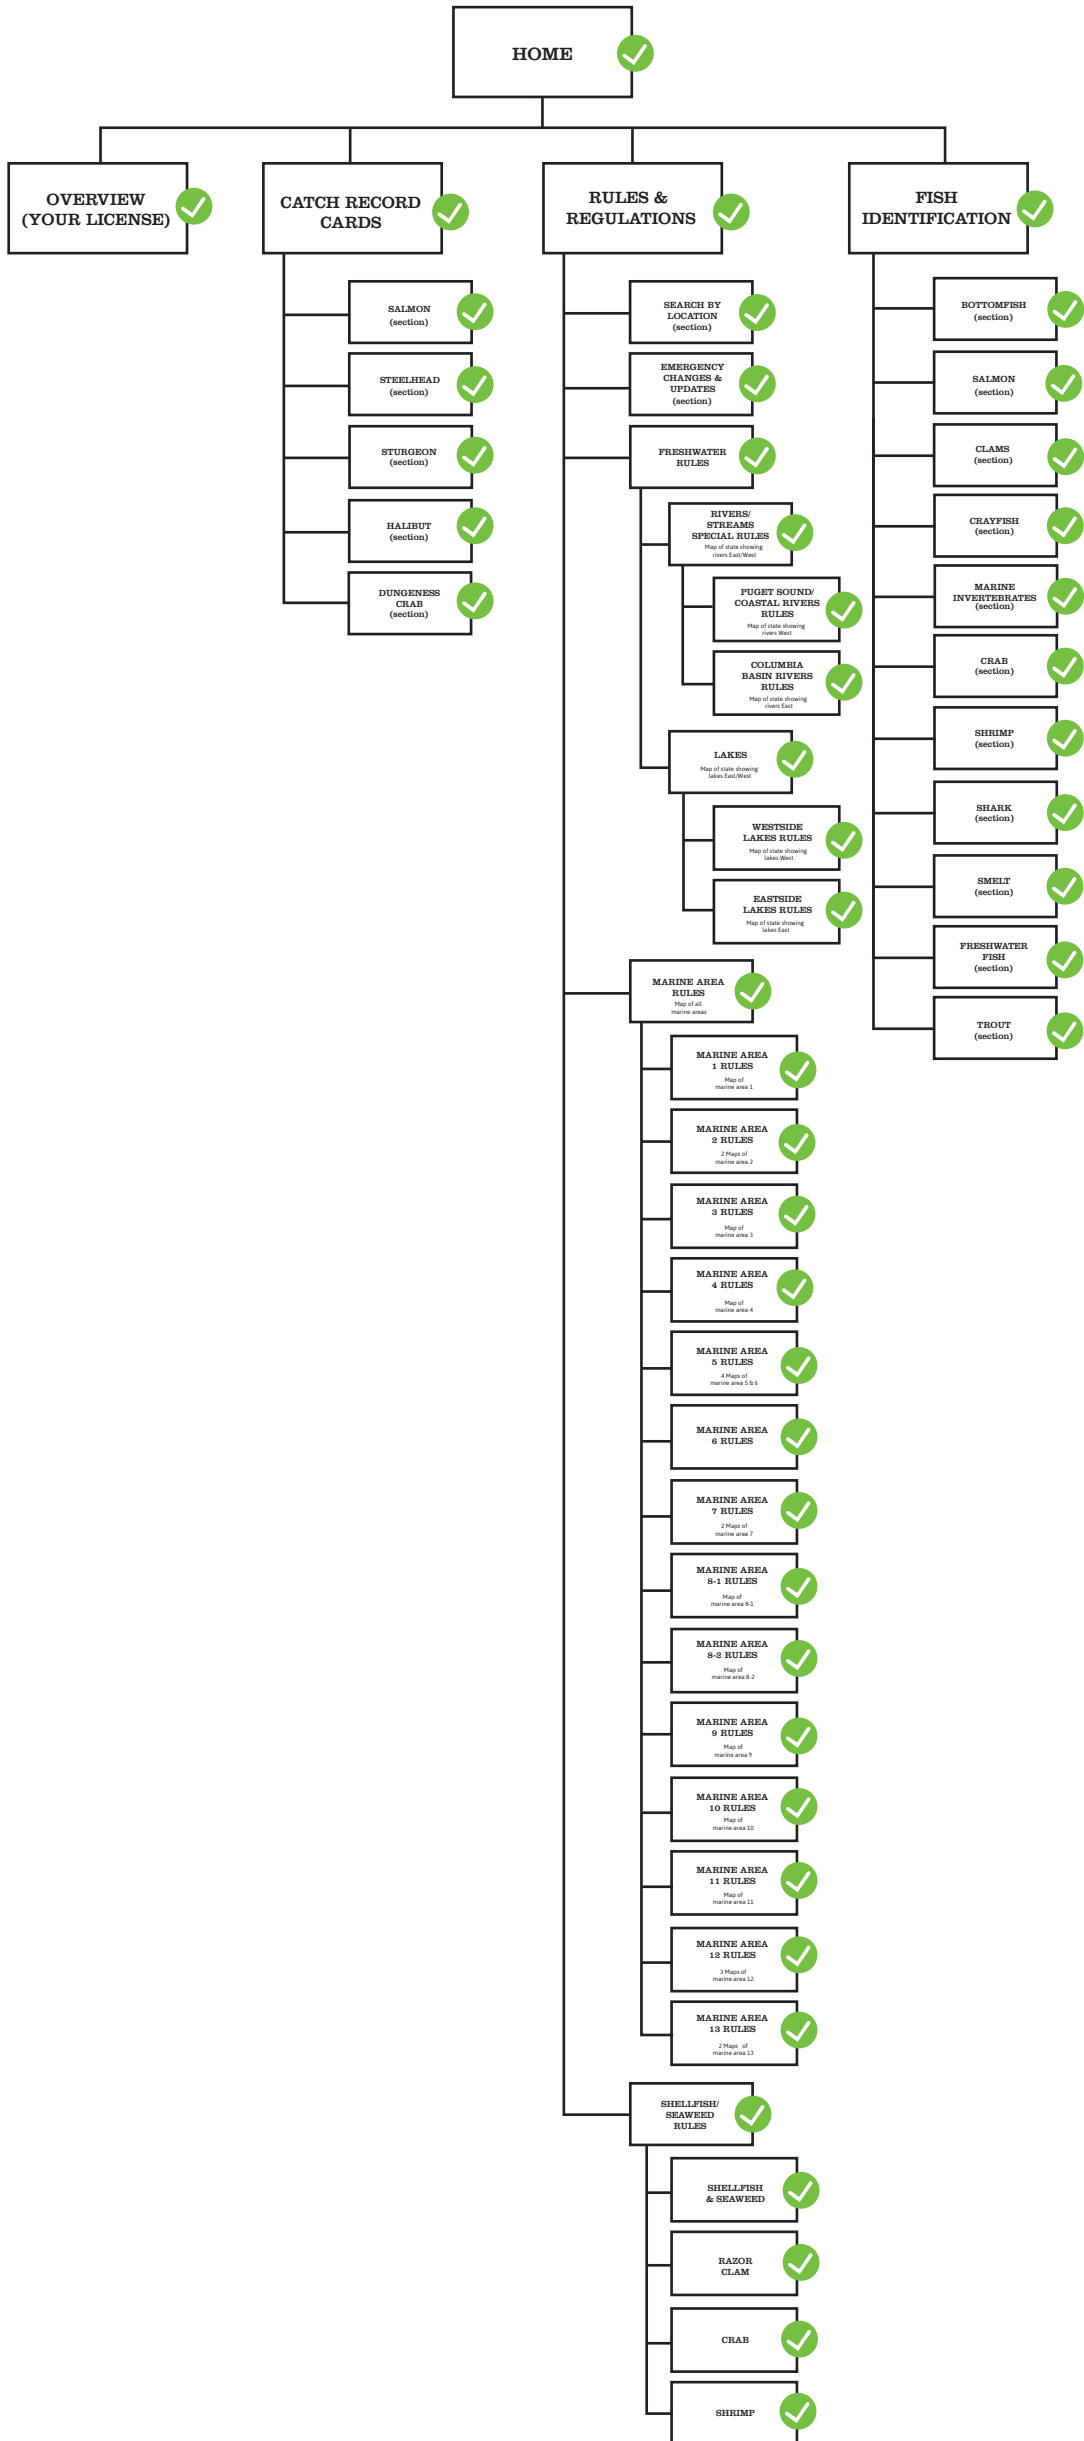 HOME
OVERVIEW
(YOUR LICENSE)
CATCH RECORD
CARDS
SALMON
(section)
STEELHEAD
(section)
STURGEON
(section)
HALIBUT
(section)
DUNGENESS
CRAB
(section)
RULES &
REGULATIONS
SEARCH BY
LOCATION
(section)
EMERGENCY
CHANGES &
UPDATES
(section)
FRESHWATER
RULES
RIVERS/
STREAMS
SPECIAL RULES
Map of state showing
rivers East/West
PUGET SOUND/
COASTAL RIVERS
RULES
Map of state showing
rivers West
COLUMBIA
BASIN RIVERS
RULES
Map of state showing
rivers East
LAKES
Map of state showing
lakes East/West
WESTSIDE
LAKES RULES
Map of state showing
lakes West
EASTSIDE
LAKES RULES
Map of state showing
lakes East
MARINE AREA
RULES
Map of all
marine areas
MARINE AREA
1 RULES
Map of
marine area 1
MARINE AREA
2 RULES
2 Maps of
marine area 2
MARINE AREA
3 RULES
Map of
marine area 3
MARINE AREA
4 RULES
Map of
marine area 4
MARINE AREA
5 RULES
4 Maps of
marine area 5 & 6
MARINE AREA
6 RULES
MARINE AREA
7 RULES
2 Maps of
marine area 7
MARINE AREA
8-1 RULES
Map of
marine area 8-1
MARINE AREA
8-2 RULES
Map of
marine area 8-2
MARINE AREA
9 RULES
Map of
marine area 9
MARINE AREA
10 RULES
Map of
marine area 10
MARINE AREA
11 RULES
Map of
marine area 11
MARINE AREA
12 RULES
3 Maps of
marine area 12
MARINE AREA
13 RULES
2 Maps of
marine area 13
SHELLFISH/
SEAWEED
RULES
SHELLFISH
& SEAWEED
RAZOR
CLAM
CRAB
SHRIMP
FISH
IDENTIFICATION
BOTTOMFISH
(section)
SALMON
(section)
CLAMS
(section)
CRAYFISH
(section)
MARINE
INVERTEBRATES
(section)
CRAB
(section)
SHRIMP
(section)
SHARK
(section)
SMELT
(section)
FRESHWATER
FISH
(section)
TROUT
(section)